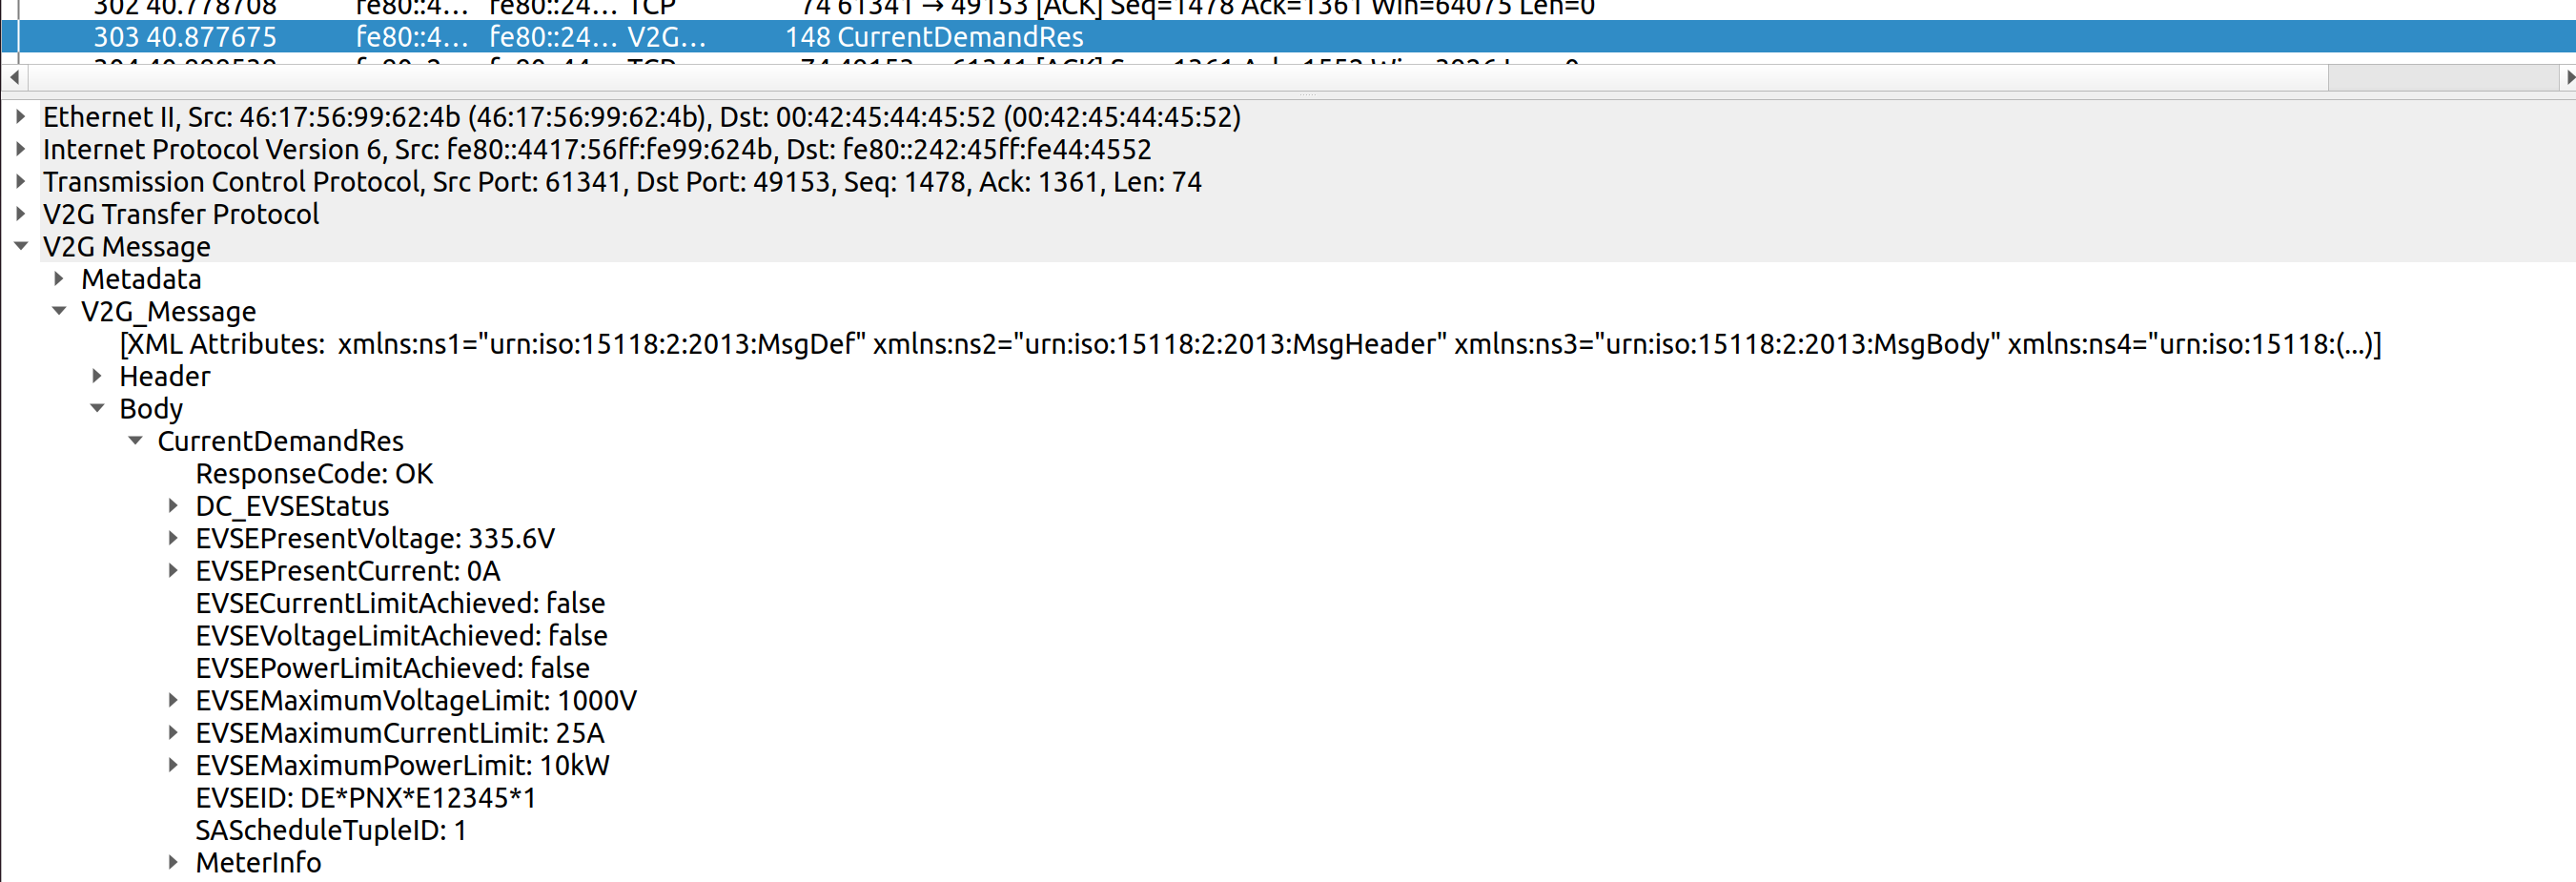 302 40.778708 fe80::4… fe80::24… TCP 74 61341 → 49153 [ACK] Seq=1478 Ack=1361 Win=64075 Len=0
303 40.877675 fe80::4… fe80::24… V2G… 148 CurrentDemandRes
Ethernet II, Src: 46:17:56:99:62:4b (46:17:56:99:62:4b), Dst: 00:42:45:44:45:52 (00:42:45:44:45:52)
Internet Protocol Version 6, Src: fe80::4417:56ff:fe99:624b, Dst: fe80::242:45ff:fe44:4552
Transmission Control Protocol, Src Port: 61341, Dst Port: 49153, Seq: 1478, Ack: 1361, Len: 74
V2G Transfer Protocol
V2G Message
Metadata
V2G_Message
[XML Attributes:  xmlns:ns1="urn:iso:15118:2:2013:MsgDef" xmlns:ns2="urn:iso:15118:2:2013:MsgHeader" xmlns:ns3="urn:iso:15118:2:2013:MsgBody" xmlns:ns4="urn:iso:15118:(...)]
Header
Body
CurrentDemandRes
ResponseCode: OK
DC_EVSEStatus
EVSEPresentVoltage: 335.6V
EVSEPresentCurrent: 0A
EVSECurrentLimitAchieved: false
EVSEVoltageLimitAchieved: false
EVSEPowerLimitAchieved: false
EVSEMaximumVoltageLimit: 1000V
EVSEMaximumCurrentLimit: 25A
EVSEMaximumPowerLimit: 10kW
EVSEID: DE*PNX*E12345*1
SAScheduleTupleID: 1
MeterInfo